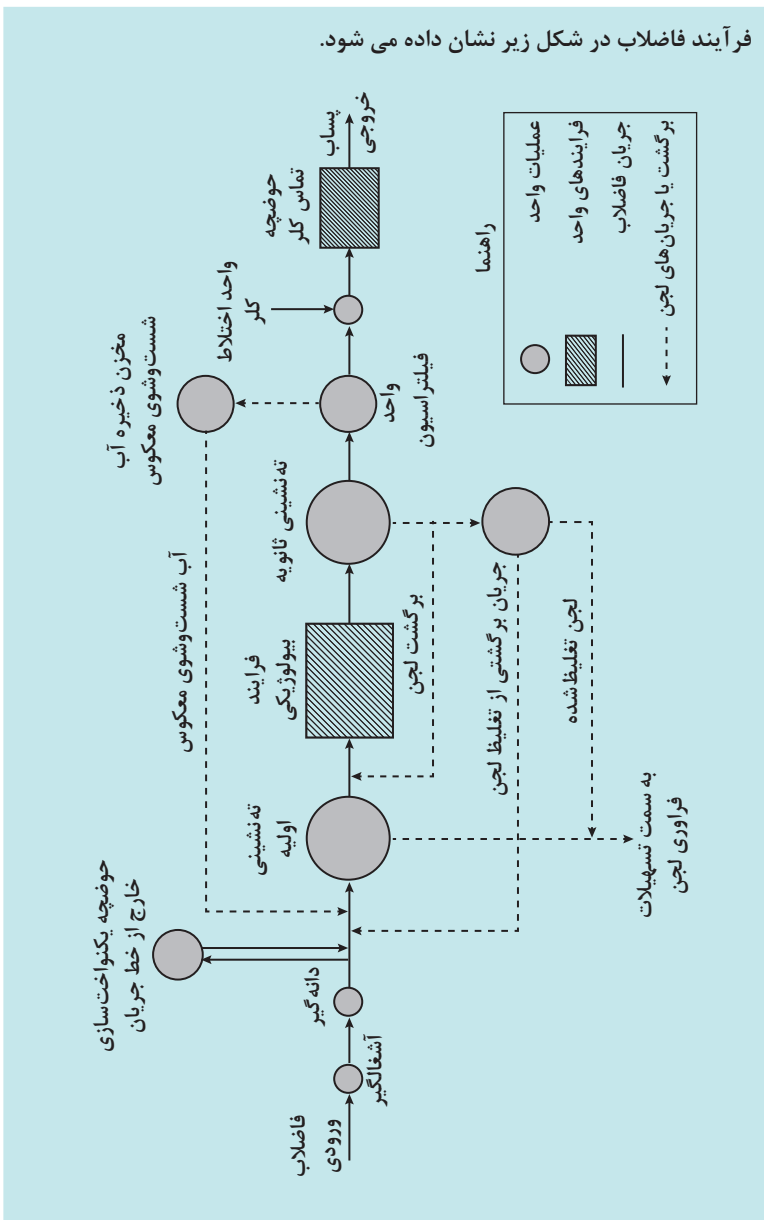 فرآیند فاضلاب در شکل زیر نشان داده می شود.
فاضلاب
ورودی
آشغالگیر
دانه‌گیر
حوضچه یکنواخت‌سازی
خارج از خط جریان
ته‌نشینی
اولیه
فرایند
بیولوژیکی
ته‌نشینی ثانویه
واحد
فیلتراسیون
واحد اختلاط
کلر
حوضچه
تماس کلر
پساب
خروجی
مخزن ذخیره آب
شست‌وشوی معکوس
آب شست‌وشوی معکوس
برگشت لجن
جریان برگشتی از تغلیظ لجن
لجن تغلیظ‌شده
به سمت تسهیلات
فراوری لجن
راهنما
عملیات واحد
فرایندهای واحد
جریان فاضلاب
برگشت یا جریان‌های لجن